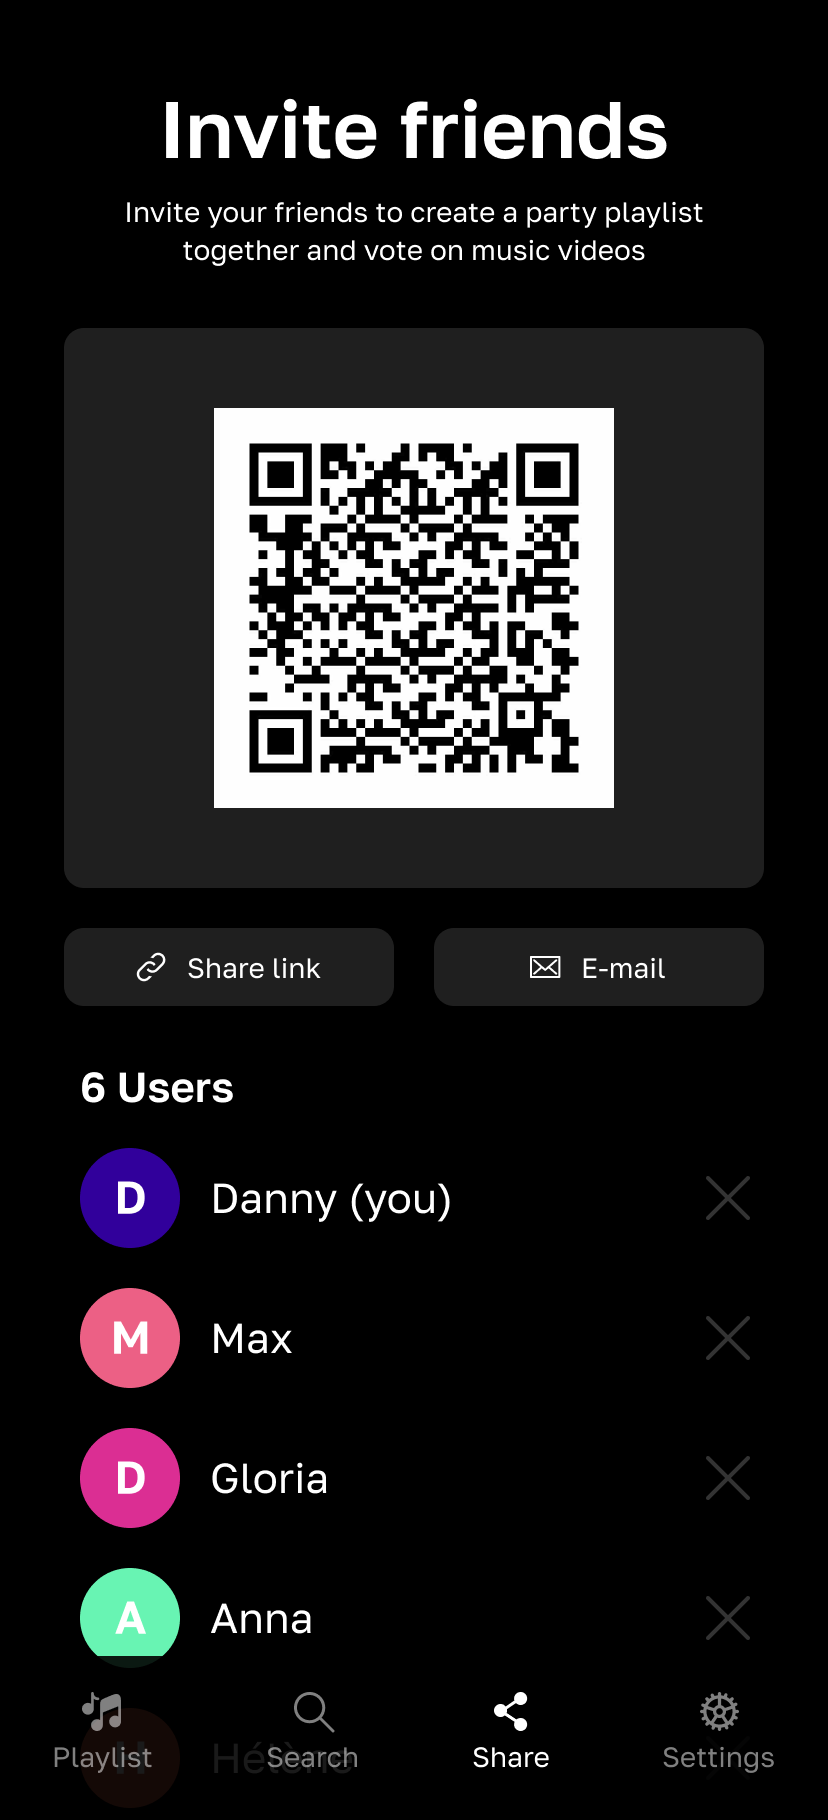 Invite friends
Invite your friends to create a party playlist
together and vote on music videos
Share link
E-mail
6 Users
D Danny (you)
M Max
D Gloria
A Anna
H Hélène
Playlist Search Share Settings